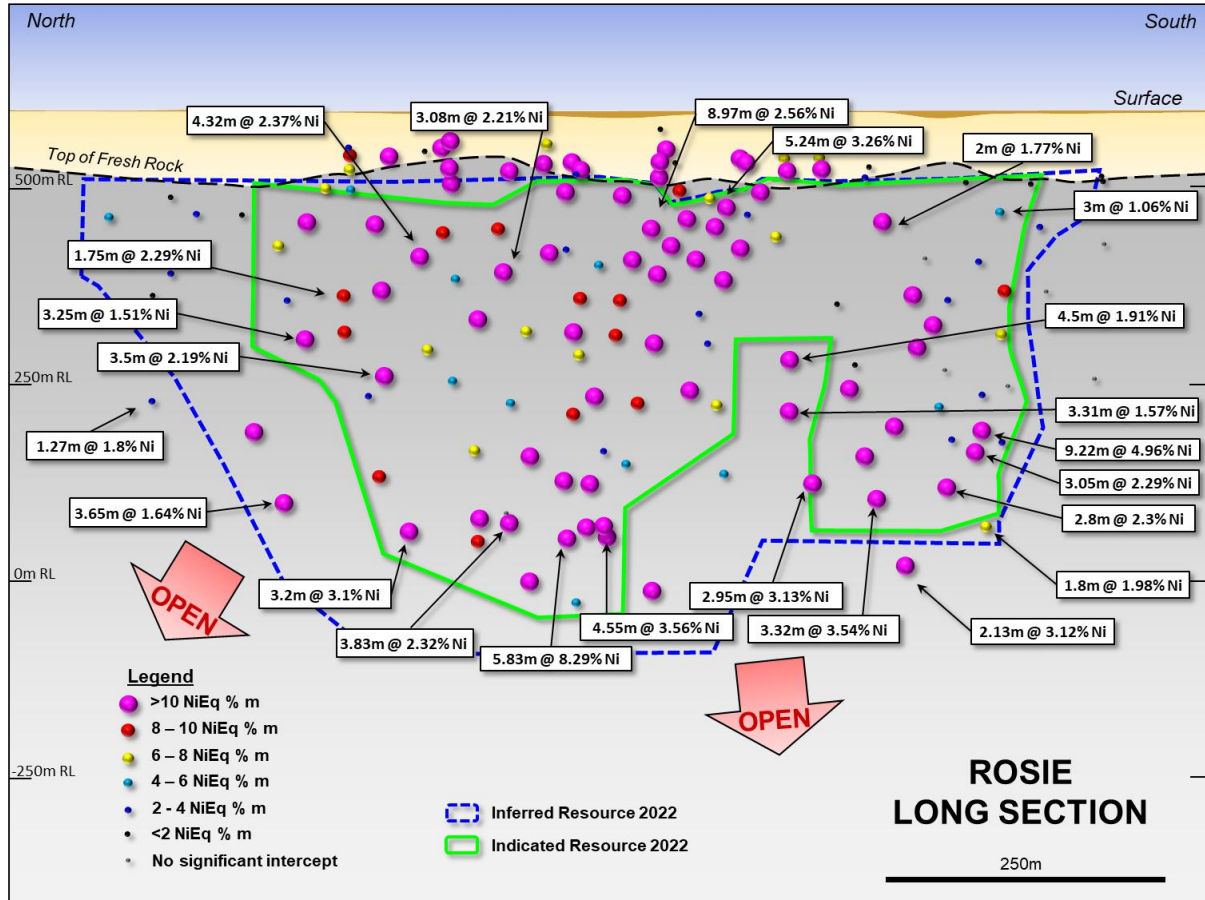 North
South
Surface
4.32m @ 2.37% Ni
3.08m @ 2.21% Ni
8.97m @ 2.56% Ni
5.24m @ 3.26% Ni
2m @ 1.77% Ni
Top of Fresh Rock
500m RL
3m @ 1.06% Ni
1.75m @ 2.29% Ni
3.25m @ 1.51% Ni
4.5m @ 1.91% Ni
3.5m @ 2.19% Ni
250m RL
3.31m @ 1.57% Ni
1.27m @ 1.8% Ni
9.22m @ 4.96% Ni
3.05m @ 2.29% Ni
3.65m @ 1.64% Ni
2.8m @ 2.3% Ni
0m RL
OPEN
3.2m @ 3.1% Ni
2.95m @ 3.13% Ni
1.8m @ 1.98% Ni
3.83m @ 2.32% Ni
4.55m @ 3.56% Ni
3.32m @ 3.54% Ni
2.13m @ 3.12% Ni
5.83m @ 8.29% Ni
OPEN
Legend
>10 NiEq % m
8 – 10 NiEq % m
6 – 8 NiEq % m
4 – 6 NiEq % m
2 - 4 NiEq % m
<2 NiEq % m
No significant intercept
-250m RL
Inferred Resource 2022
Indicated Resource 2022
ROSIE
LONG SECTION
250m